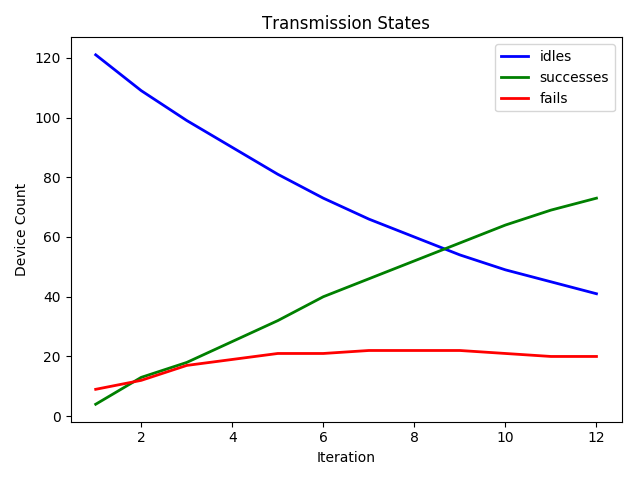 Transmission States
idles
successes
fails
Device Count
120
100
80
60
40
20
0
2 4 6 8 10 12
Iteration